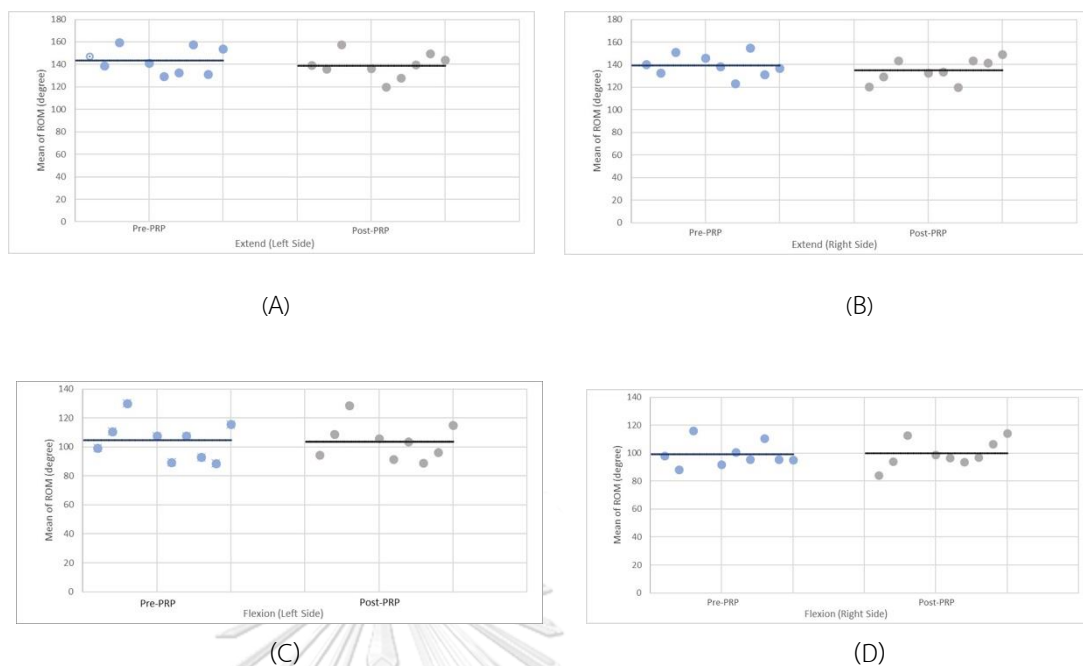 180
160
140
120
100
80
60
40
20
0
Mean of ROM (degree)
Pre-PRP
Post-PRP
Extend (Left Side)
(A)
180
160
140
120
100
80
60
40
20
0
Mean of ROM (degree)
Pre-PRP
Post-PRP
Extend (Right Side)
(B)
140
120
100
80
60
40
20
0
Mean of ROM (degree)
Pre-PRP
Post-PRP
Flexion (Left Side)
(C)
140
120
100
80
60
40
20
0
Mean of ROM (degree)
Pre-PRP
Post-PRP
Flexion (Right Side)
(D)